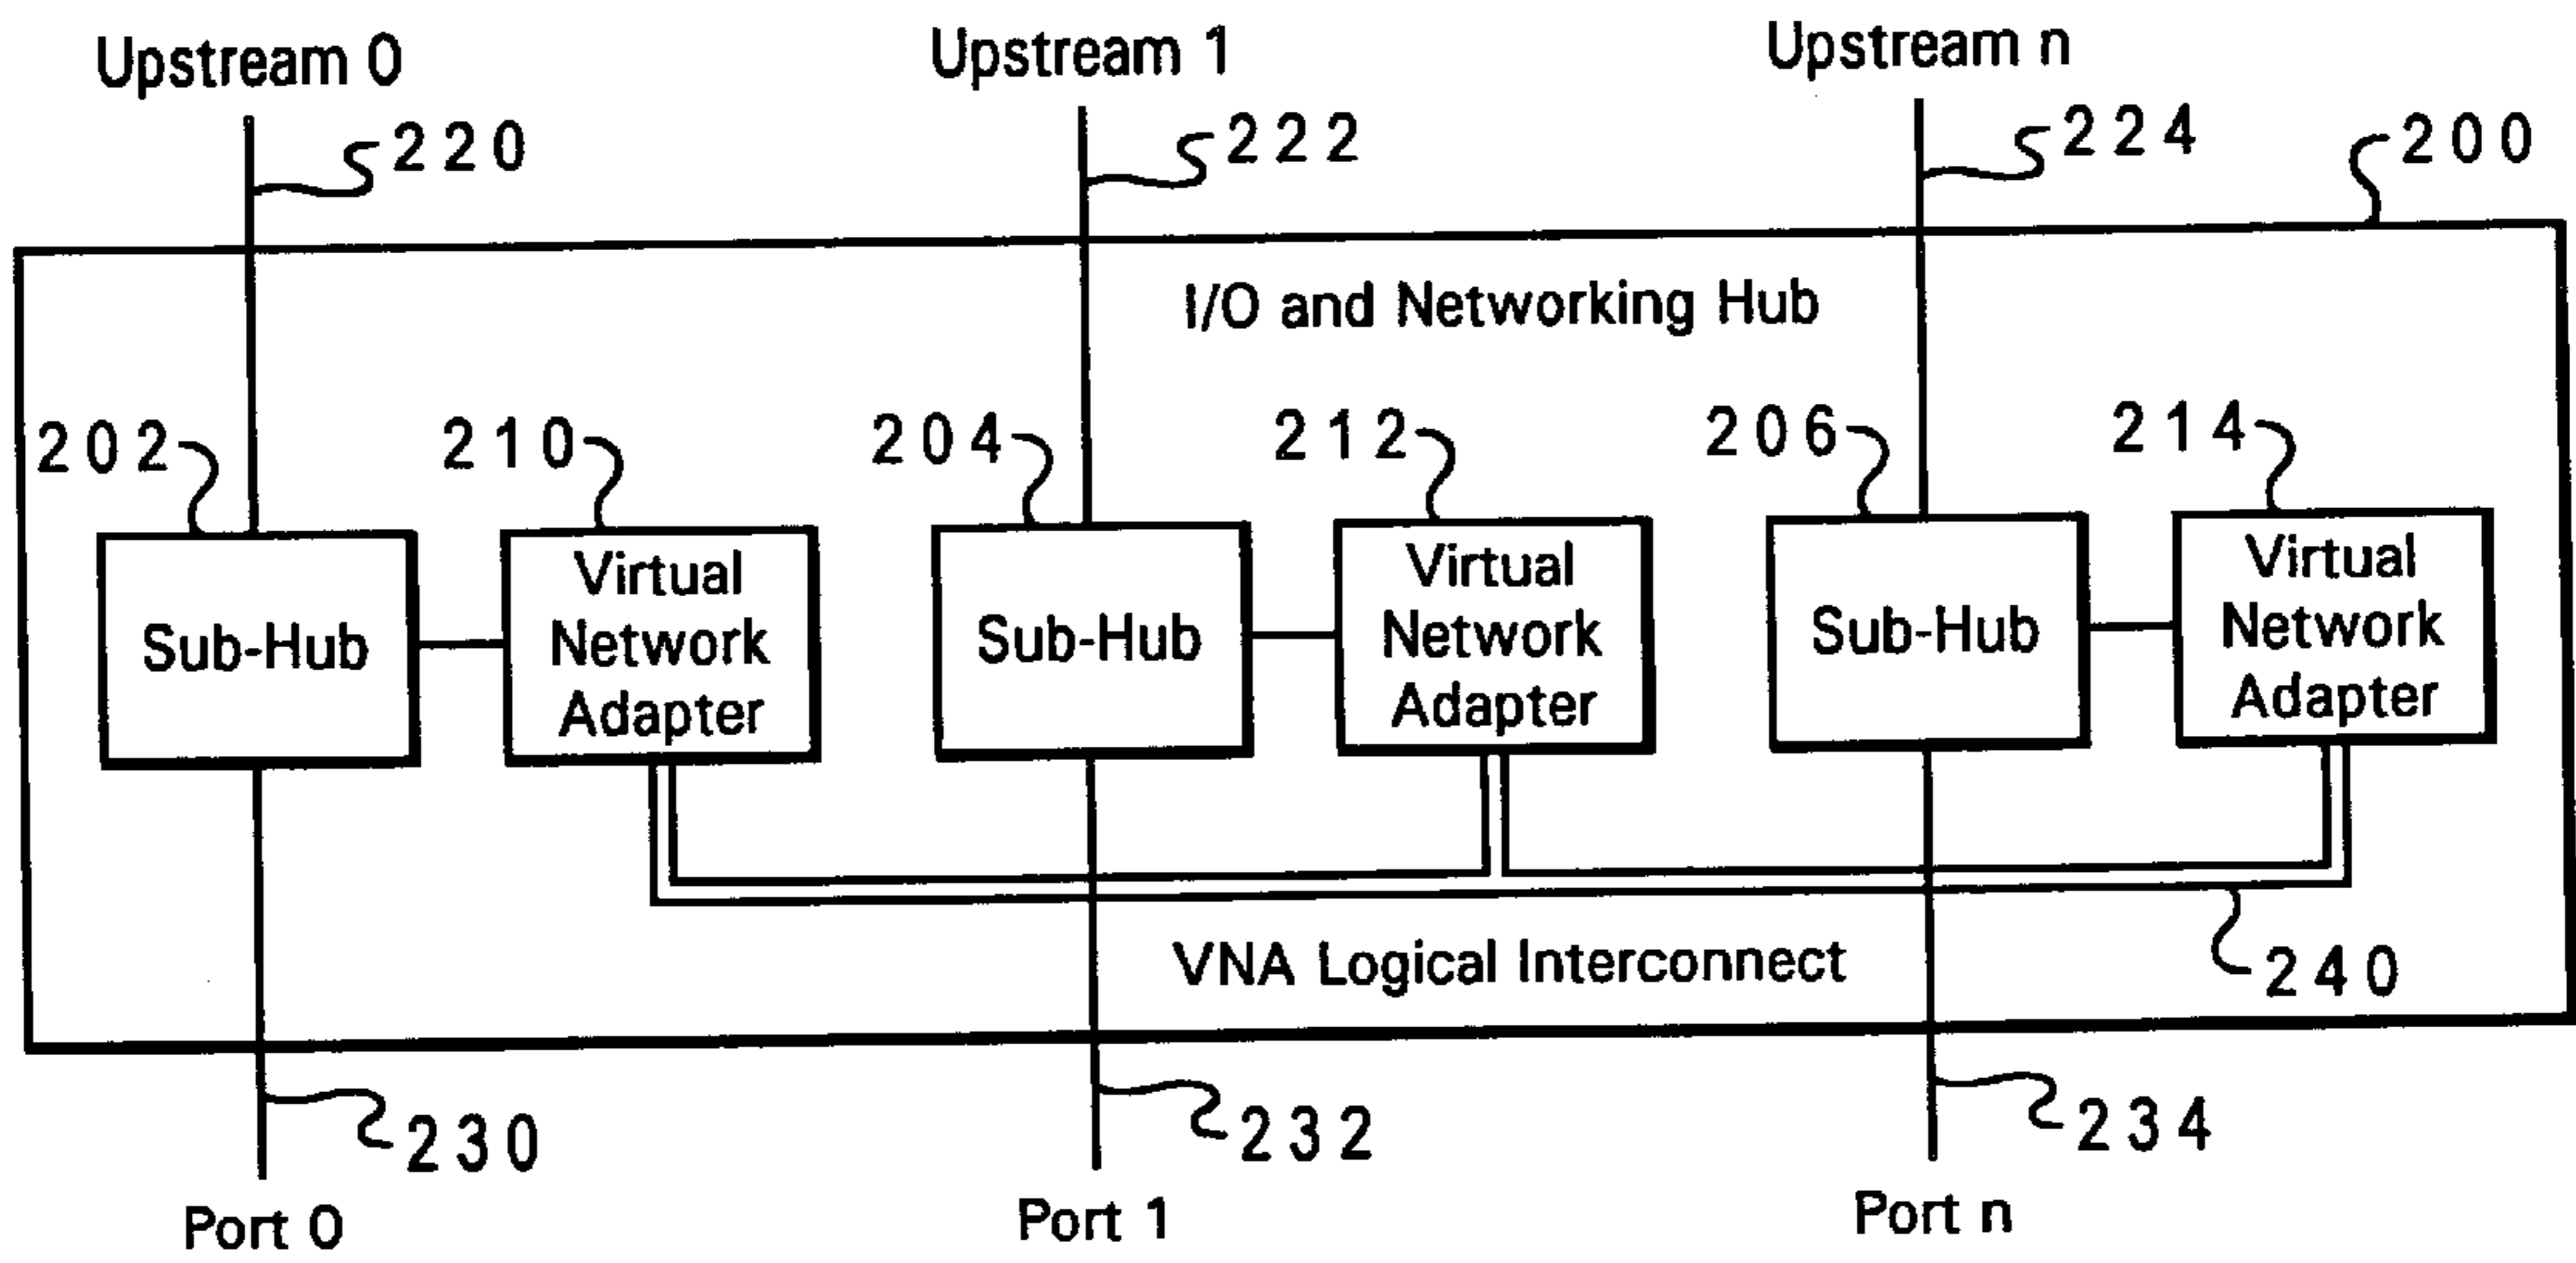 Upstream 0
Upstream 1
Upstream n
220
222
224
200
I/O and Networking Hub
202
210
204
212
206
214
Sub-Hub
Virtual
Network
Adapter
Sub-Hub
Virtual
Network
Adapter
Sub-Hub
Virtual
Network
Adapter
VNA Logical Interconnect
240
230
232
234
Port 0
Port 1
Port n